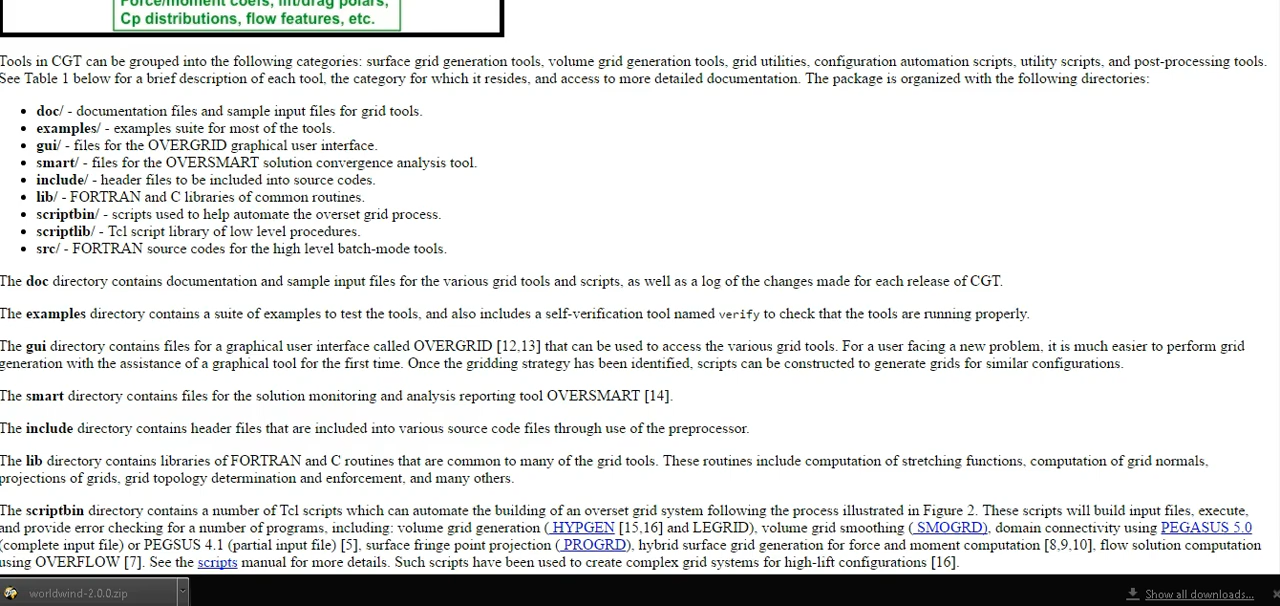 Force/moment coefs, lift/drag polars,
Cp distributions, flow features, etc.
Tools in CGT can be grouped into the following categories: surface grid generation tools, volume grid generation tools, grid utilities, configuration automation scripts, utility scripts, and post-processing tools.
See Table 1 below for a brief description of each tool, the category for which it resides, and access to more detailed documentation. The package is organized with the following directories:
• doc/ - documentation files and sample input files for grid tools.
• examples/ - examples suite for most of the tools.
• gui/ - files for the OVERGRID graphical user interface.
• smart/ - files for the OVERSMART solution convergence analysis tool.
• include/ - header files to be included into source codes.
• lib/ - FORTRAN and C libraries of common routines.
• scriptbin/ - scripts used to help automate the overset grid process.
• scriptlib/ - Tcl script library of low level procedures.
• src/ - FORTRAN source codes for the high level batch-mode tools.
The doc directory contains documentation and sample input files for the various grid tools and scripts, as well as a log of the changes made for each release of CGT.
The examples directory contains a suite of examples to test the tools, and also includes a self-verification tool named verify to check that the tools are running properly.
The gui directory contains files for a graphical user interface called OVERGRID [12,13] that can be used to access the various grid tools. For a user facing a new problem, it is much easier to perform grid
generation with the assistance of a graphical tool for the first time. Once the gridding strategy has been identified, scripts can be constructed to generate grids for similar configurations.
The smart directory contains files for the solution monitoring and analysis reporting tool OVERSMART [14].
The include directory contains header files that are included into various source code files through use of the preprocessor.
The lib directory contains libraries of FORTRAN and C routines that are common to many of the grid tools. These routines include computation of stretching functions, computation of grid normals,
projections of grids, grid topology determination and enforcement, and many others.
The scriptbin directory contains a number of Tcl scripts which can automate the building of an overset grid system following the process illustrated in Figure 2. These scripts will build input files, execute,
and provide error checking for a number of programs, including: volume grid generation ( HYPGEN [15,16] and LEGRID), volume grid smoothing ( SMOGRD), domain connectivity using PEGASUS 5.0
(complete input file) or PEGSUS 4.1 (partial input file) [5], surface fringe point projection ( PROGRD), hybrid surface grid generation for force and moment computation [8,9,10], flow solution computation
using OVERFLOW [7]. See the scripts manual for more details. Such scripts have been used to create complex grid systems for high-lift configurations [16].
worldwind-2.0.0.zip
Show all downloads...